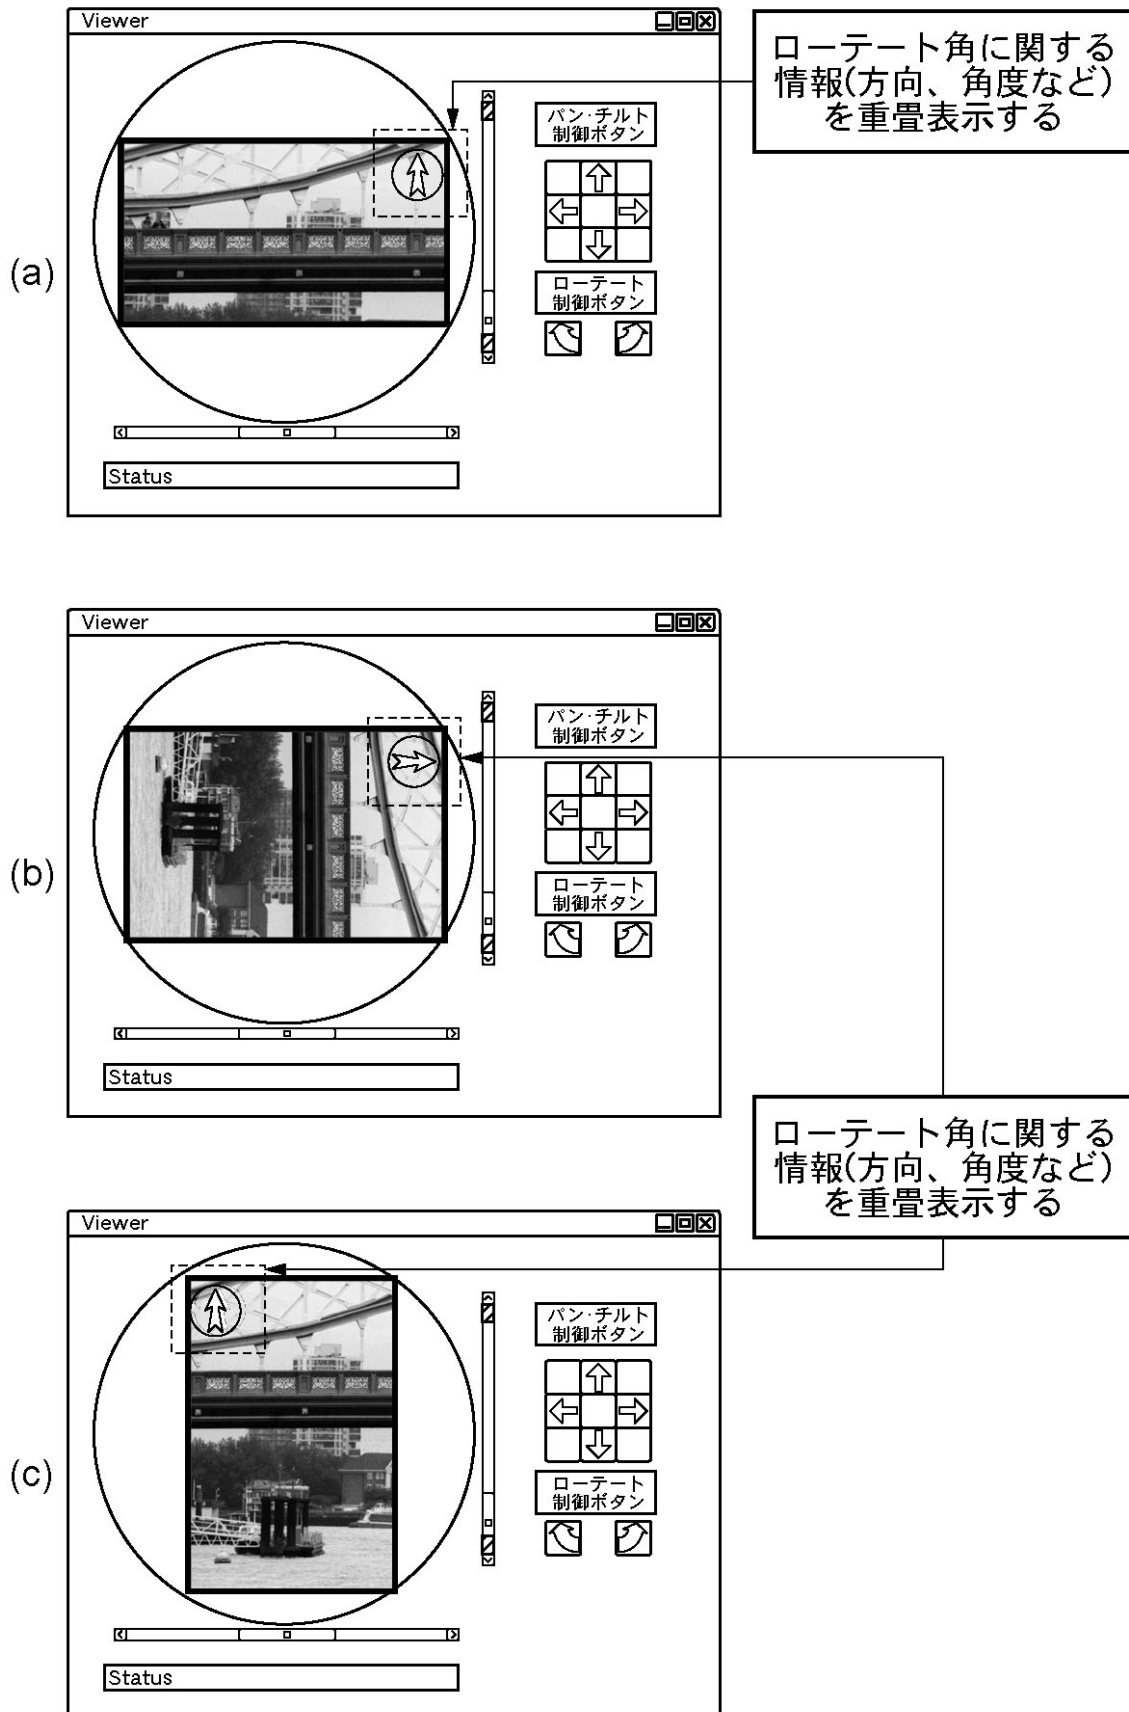 Viewer
ローテート角に関する
情報(方向、角度など)
を重畳表示する
パン・チルト
制御ボタン
(a)
ローテート
制御ボタン
Status
Viewer
パン・チルト
制御ボタン
(b)
ローテート
制御ボタン
Status
ローテート角に関する
情報(方向、角度など)
を重畳表示する
Viewer
パン・チルト
制御ボタン
(c)
ローテート
制御ボタン
Status